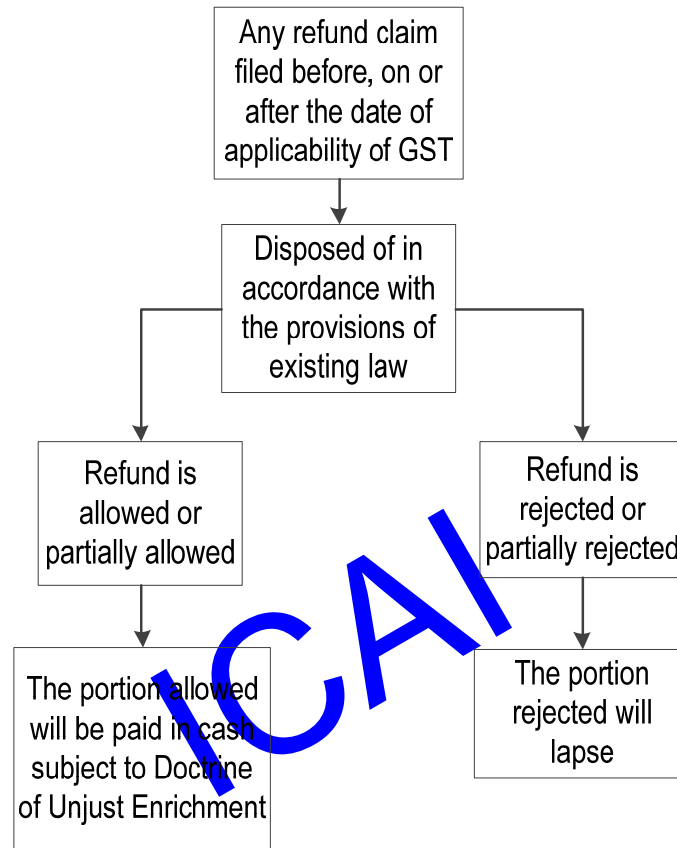 Any refund claim
filed before, on or
after the date of
applicability of GST
Disposed of in
accordance with
the provisions of
existing law
Refund is
allowed or
partially allowed
Refund is
rejected or
partially rejected
The portion allowed
will be paid in cash
subject to Doctrine
of Unjust Enrichment
The portion
rejected will
lapse
ICAI